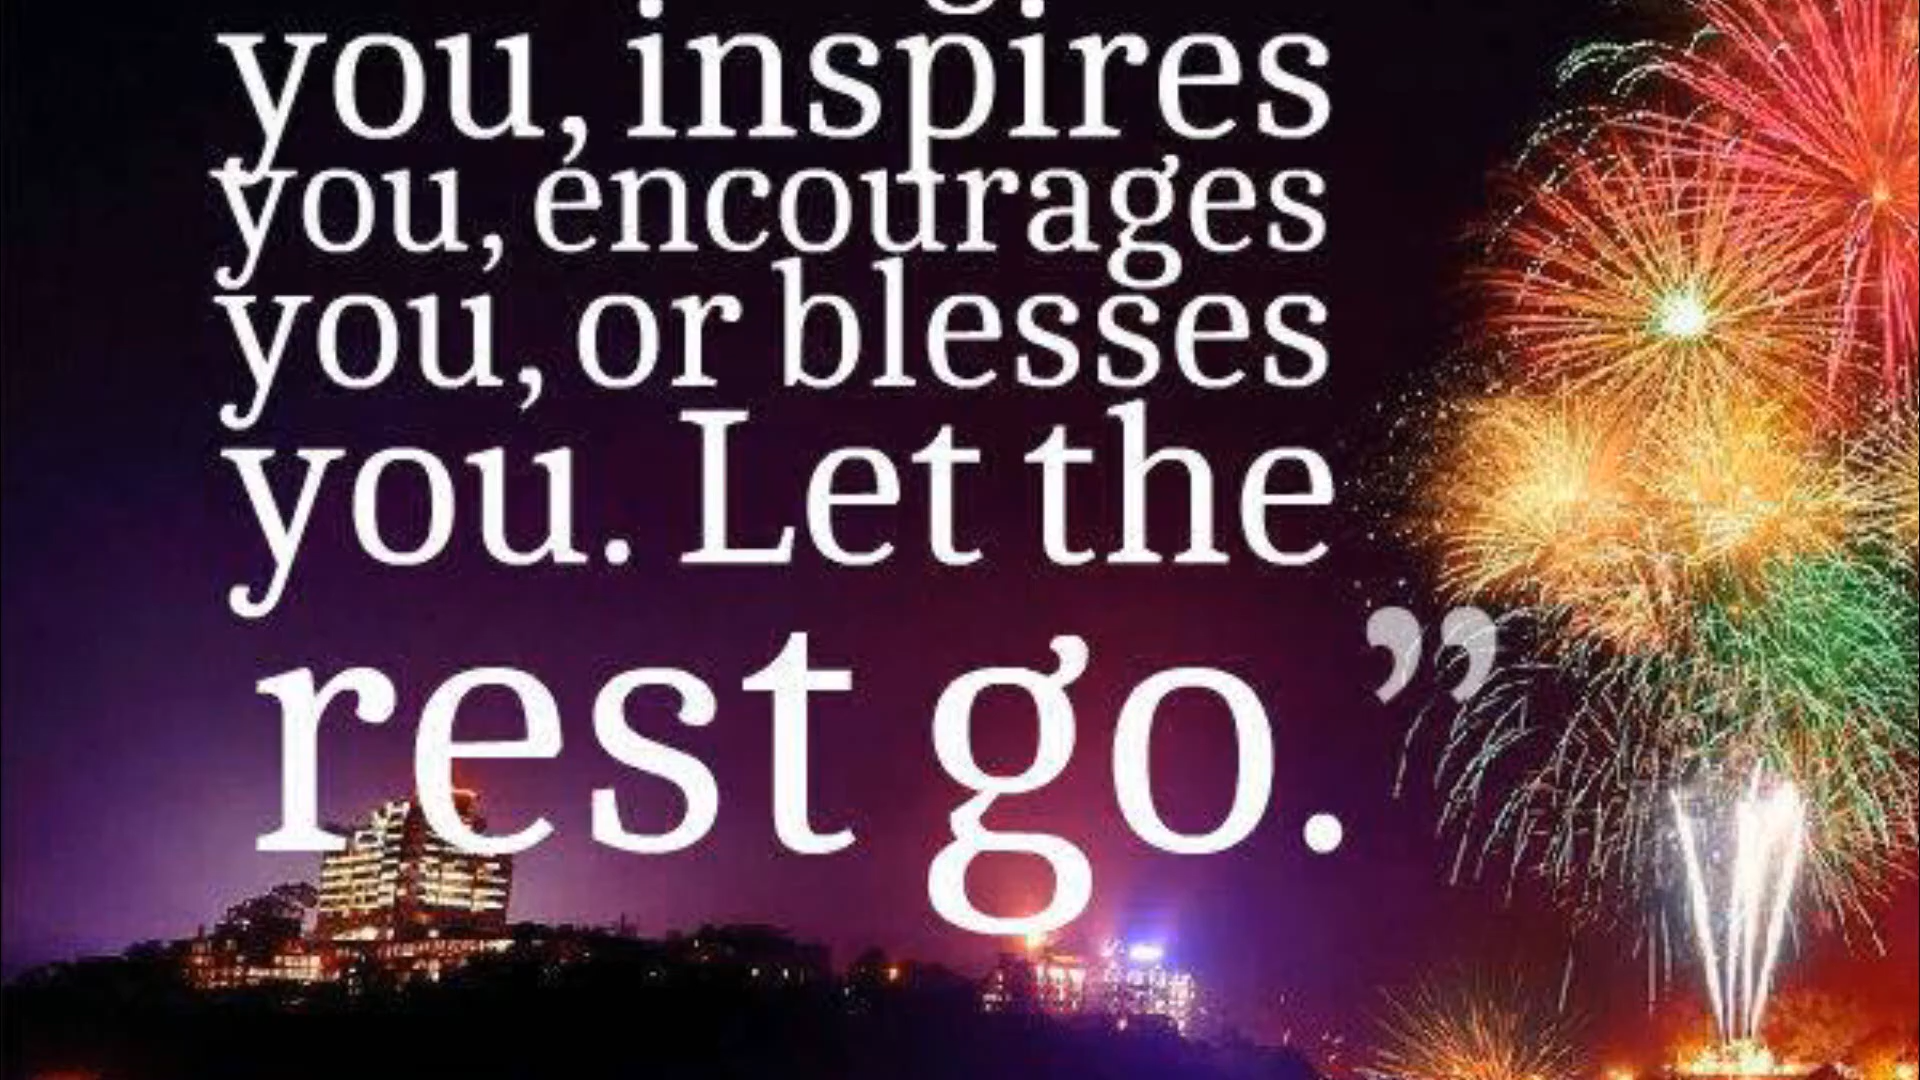 you, inspires
you, encourages
you, or blesses
you. Let the
rest go.”